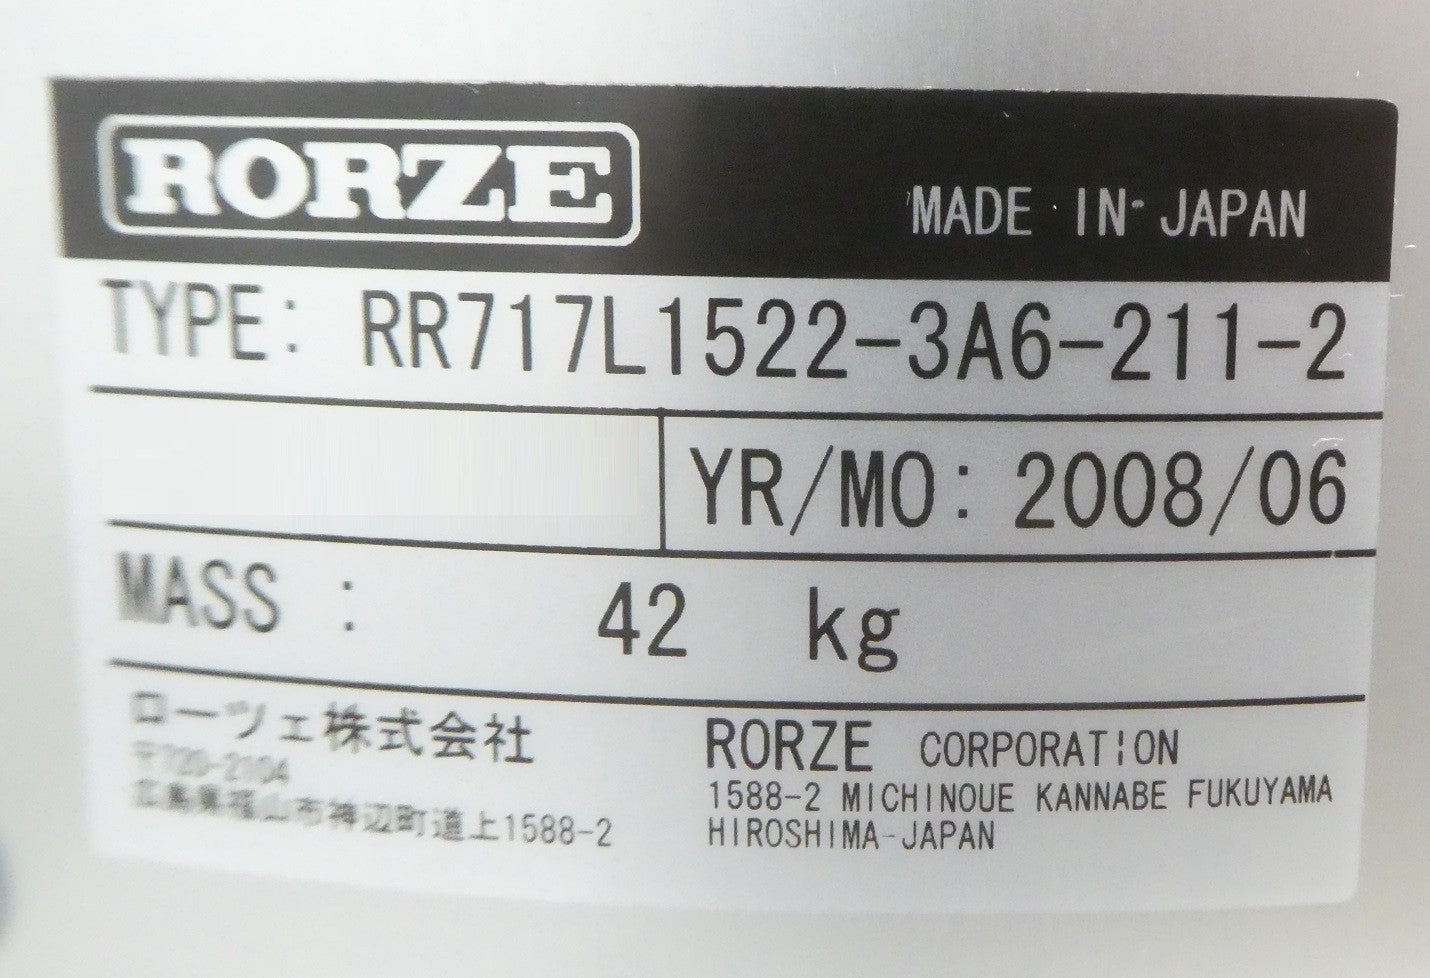 RORZE
MADE IN JAPAN
TYPE: RR717L1522-3A6-211-2
YR/MO: 2008/06
MASS : 42 kg
ローツェ株式会社
〒720-2104
広島県福山市神辺町道上1588-2
RORZE CORPORATION
1588-2 MICHINOUE KANNABE FUKUYAMA
HIROSHIMA-JAPAN